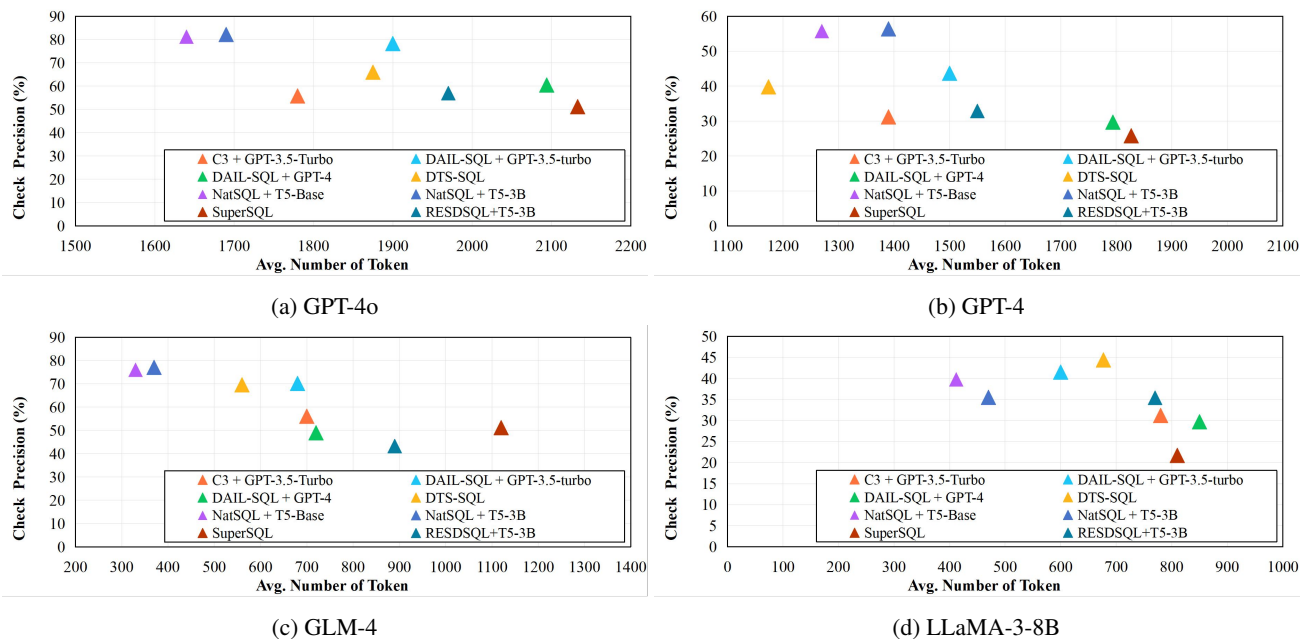 90
80
70
60
50
40
30
20
10
0
Check Precision (%)
C3 + GPT-3.5-Turbo DAIL-SQL + GPT-3.5-turbo
DAIL-SQL + GPT-4 DTS-SQL
NatSQL + T5-Base NatSQL + T5-3B
SuperSQL RESDSQL+T5-3B
1500 1600 1700 1800 1900 2000 2100 2200
Avg. Number of Token
(a) GPT-4o
60
50
40
30
20
10
0
Check Precision (%)
C3 + GPT-3.5-Turbo DAIL-SQL + GPT-3.5-turbo
DAIL-SQL + GPT-4 DTS-SQL
NatSQL + T5-Base NatSQL + T5-3B
SuperSQL RESDSQL+T5-3B
1100 1200 1300 1400 1500 1600 1700 1800 1900 2000 2100
Avg. Number of Token
(b) GPT-4
90
80
70
60
50
40
30
20
10
0
Check Precision (%)
C3 + GPT-3.5-Turbo DAIL-SQL + GPT-3.5-turbo
DAIL-SQL + GPT-4 DTS-SQL
NatSQL + T5-Base NatSQL + T5-3B
SuperSQL RESDSQL+T5-3B
200 300 400 500 600 700 800 900 1000 1100 1200 1300 1400
Avg. Number of Token
(c) GLM-4
50
45
40
35
30
25
20
15
10
5
0
Check Precision (%)
C3 + GPT-3.5-Turbo DAIL-SQL + GPT-3.5-turbo
DAIL-SQL + GPT-4 DTS-SQL
NatSQL + T5-Base NatSQL + T5-3B
SuperSQL RESDSQL+T5-3B
0 100 200 300 400 500 600 700 800 900 1000
Avg. Number of Token
(d) LLaMA-3-8B